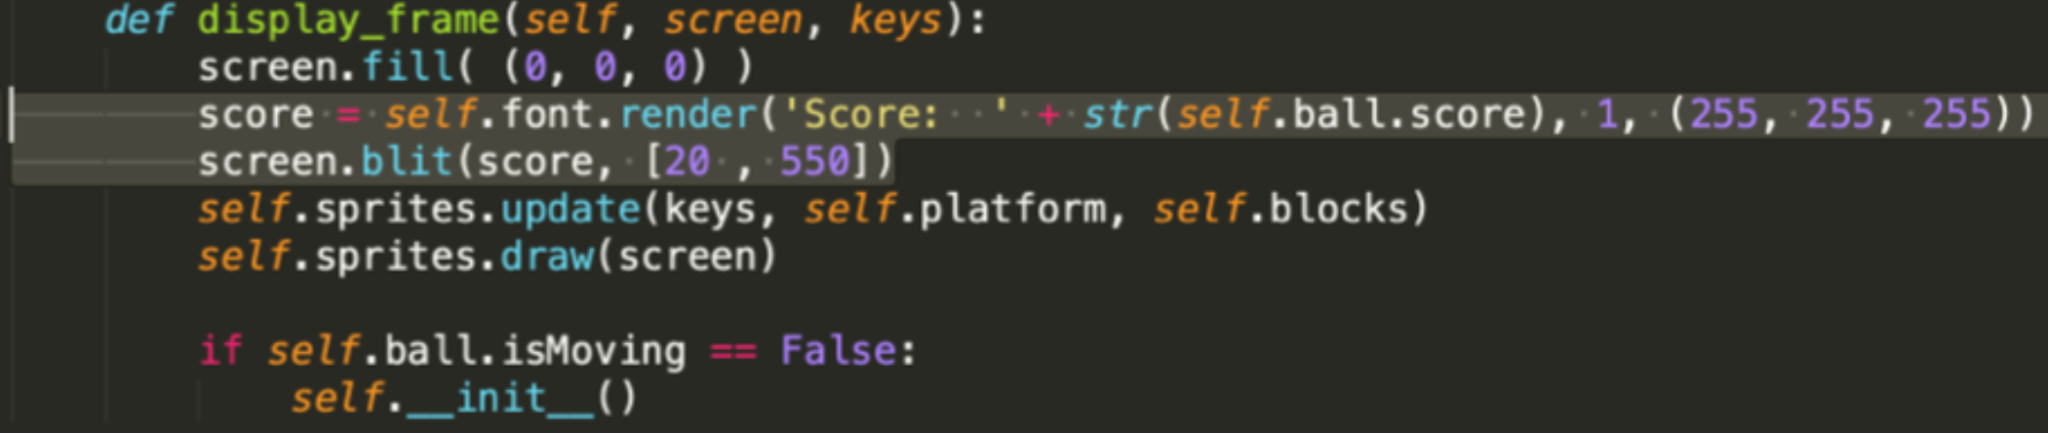 def display_frame(self, screen, keys):
screen.fill( (0, 0, 0) )
score = self.font.render('Score:  ' + str(self.ball.score), 1, (255, 255, 255))
screen.blit(score, [20 , 550])
self.sprites.update(keys, self.platform, self.blocks)
self.sprites.draw(screen)
if self.ball.isMoving == False:
self.__init__()